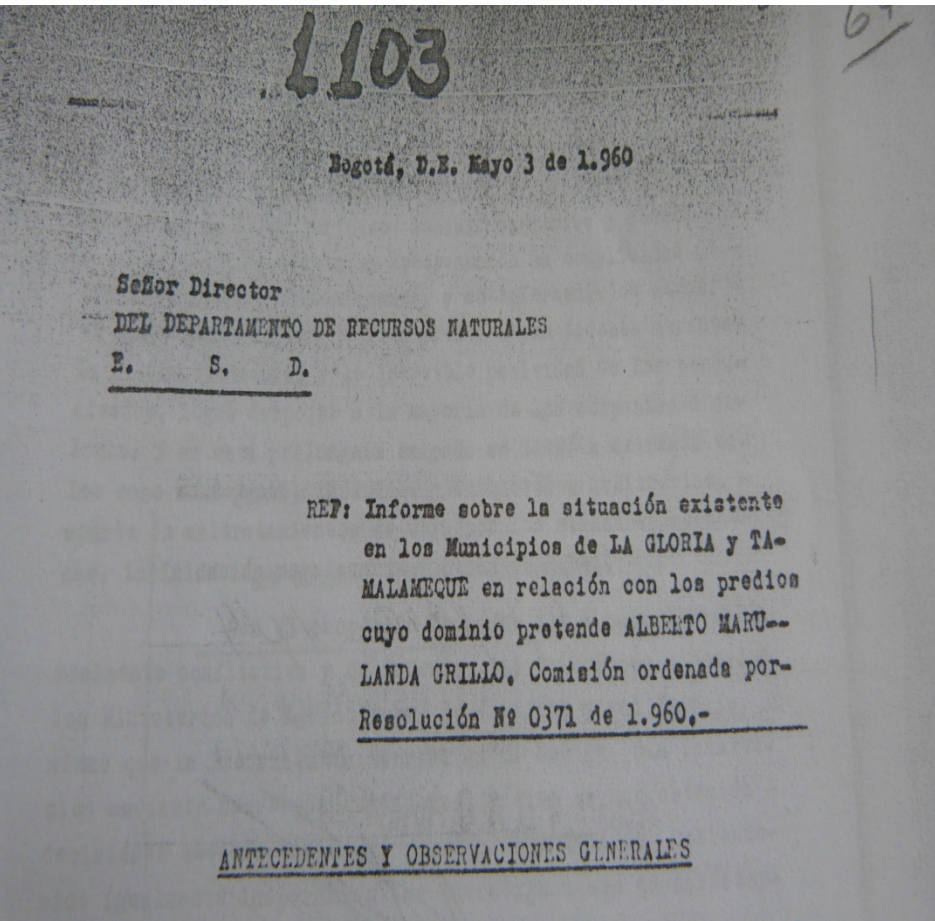 1103
Bogotá, D.E. Mayo 3 de 1.960
Señor Director
DEL DEPARTAMENTO DE RECURSOS NATURALES
E. S. D.
REF: Informe sobre la situación existente
en los Municipios de LA GLORIA y TA-
MALAMEQUE en relación con los predios
cuyo dominio pretende ALBERTO MARU--
LANDA GRILLO. Comisión ordenada por-
Resolución Nº 0371 de 1.960.-
ANTECEDENTES Y OBSERVACIONES GENERALES